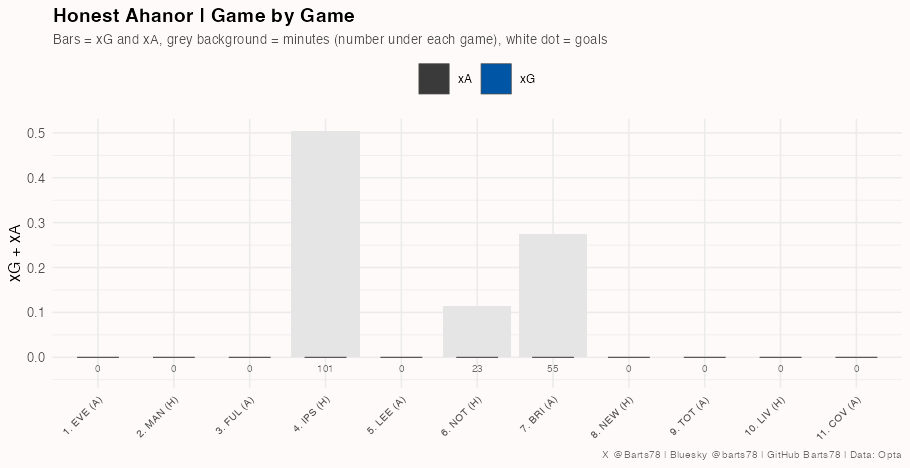 Honest Ahanor | Game by Game
Bars = xG and xA, grey background = minutes (number under each game), white dot = goals
xA xG
xG + xA
0.5
0.4
0.3
0.2
0.1
0.0
0 0 0 101 0 23 55 0 0 0 0
1. EVE (A) 2. MAN (H) 3. FUL (A) 4. IPS (H) 5. LEE (A) 6. NOT (H) 7. BRI (A) 8. NEW (H) 9. TOT (A) 10. LIV (H) 11. COV (A)
X @Barts78 | Bluesky @barts78 | GitHub Barts78 | Data: Opta